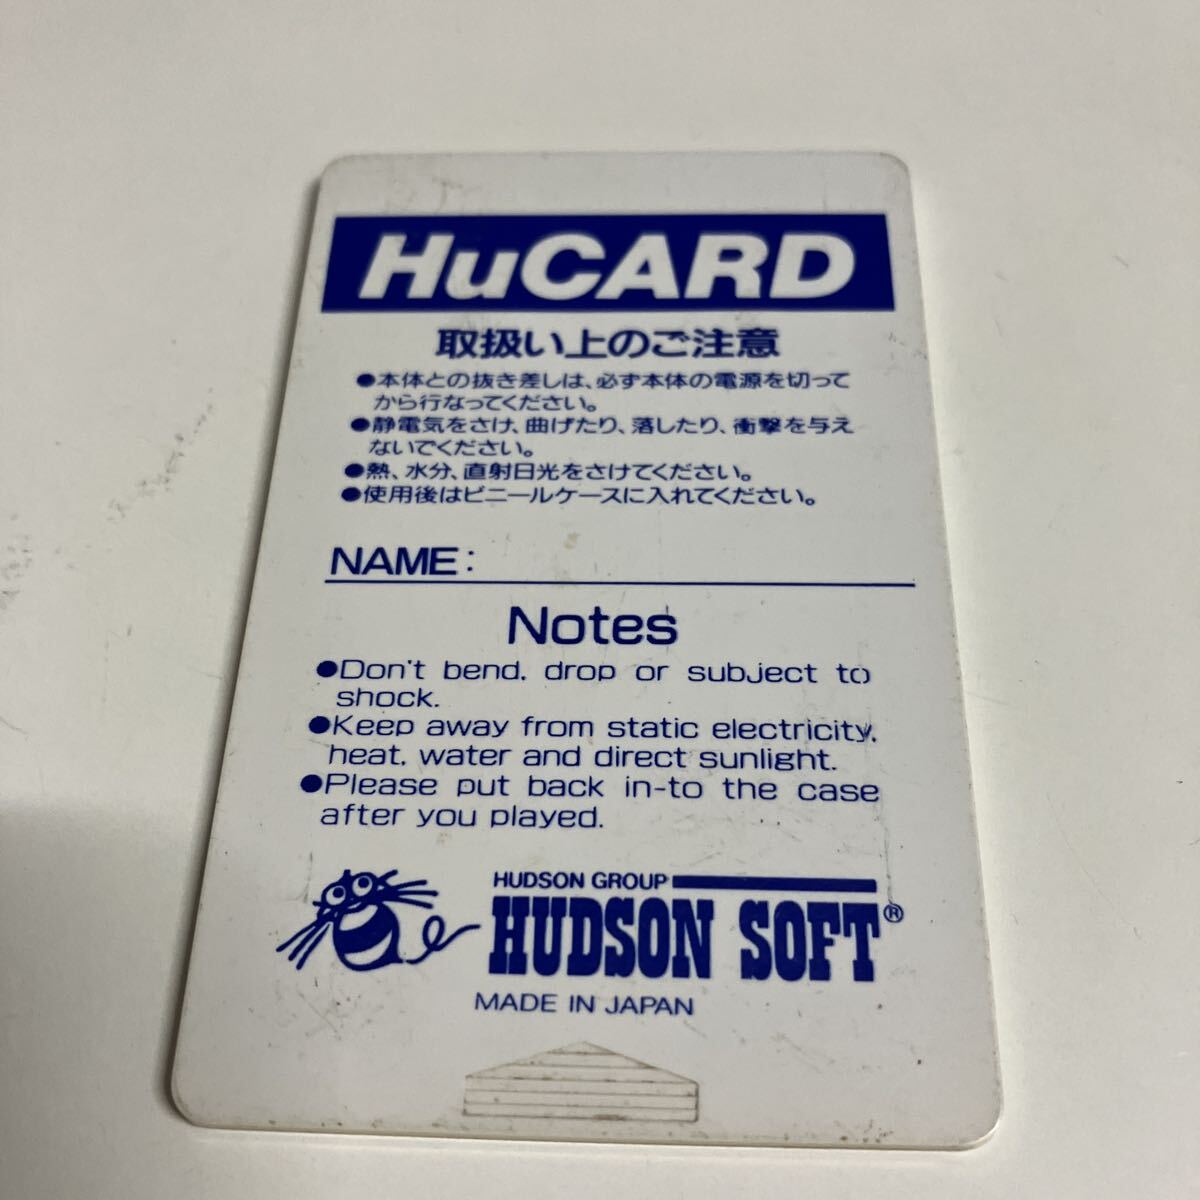 HuCARD
取扱い上のご注意
●本体との抜き差しは、必ず本体の電源を切って
から行なってください。
●静電気をさけ、曲げたり、落したり、衝撃を与え
ないでください。
●熱、水分、直射日光をさけてください。
●使用後はビニールケースに入れてください。
NAME:
Notes
●Don't bend, drop or subject to
shock.
●Keep away from static electricity,
heat, water and direct sunlight.
●Please put back in-to the case
after you played.
HUDSON GROUP
HUDSON SOFT®
MADE IN JAPAN